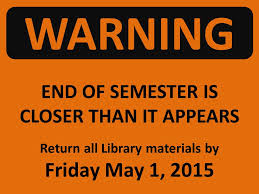 WARNING
END OF SEMESTER IS
CLOSER THAN IT APPEARS
Return all Library materials by
Friday May 1, 2015